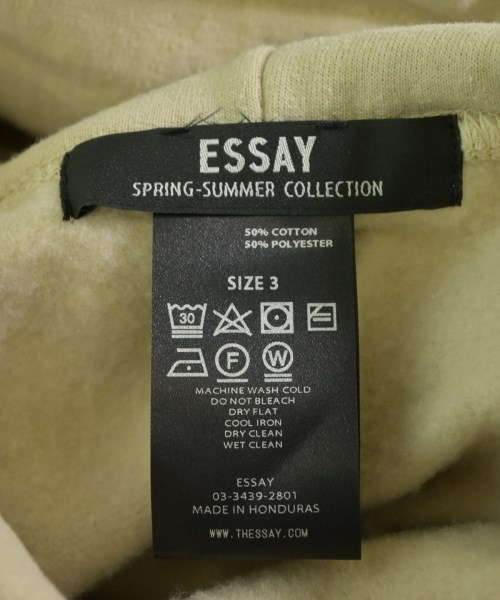 ESSAY
SPRING-SUMMER COLLECTION
50% COTTON
50% POLYESTER
SIZE 3
30
F W
MACHINE WASH COLD
DO NOT BLEACH
DRY FLAT
COOL IRON
DRY CLEAN
WET CLEAN
ESSAY
03-3439-2801
MADE IN HONDURAS
WWW.THESSAY.COM